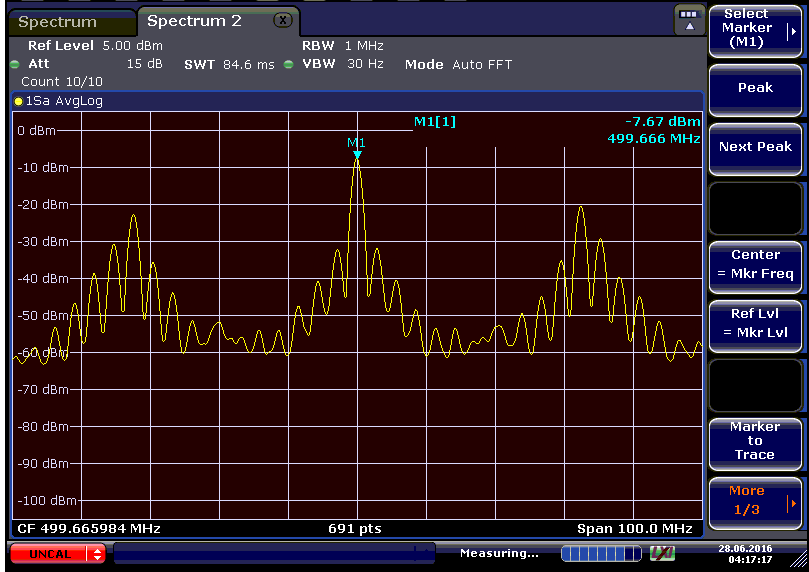 Spectrum
Spectrum 2
X
Ref Level 5.00 dBm
RBW 1 MHz
Att 15 dB SWT 84.6 ms VBW 30 Hz Mode Auto FFT
Count 10/10
1Sa AvgLog
M1[1]
-7.67 dBm
499.666 MHz
0 dBm
M1
-10 dBm
-20 dBm
-30 dBm
-40 dBm
-50 dBm
-60 dBm
-70 dBm
-80 dBm
-90 dBm
-100 dBm
CF 499.665984 MHz 691 pts Span 100.0 MHz
UNCAL
Measuring...
LXI
28.06.2016
04:17:17
Select
Marker
(M1)
Peak
Next Peak
Center
= Mkr Freq
Ref Lvl
= Mkr Lvl
Marker
to
Trace
More
1/3